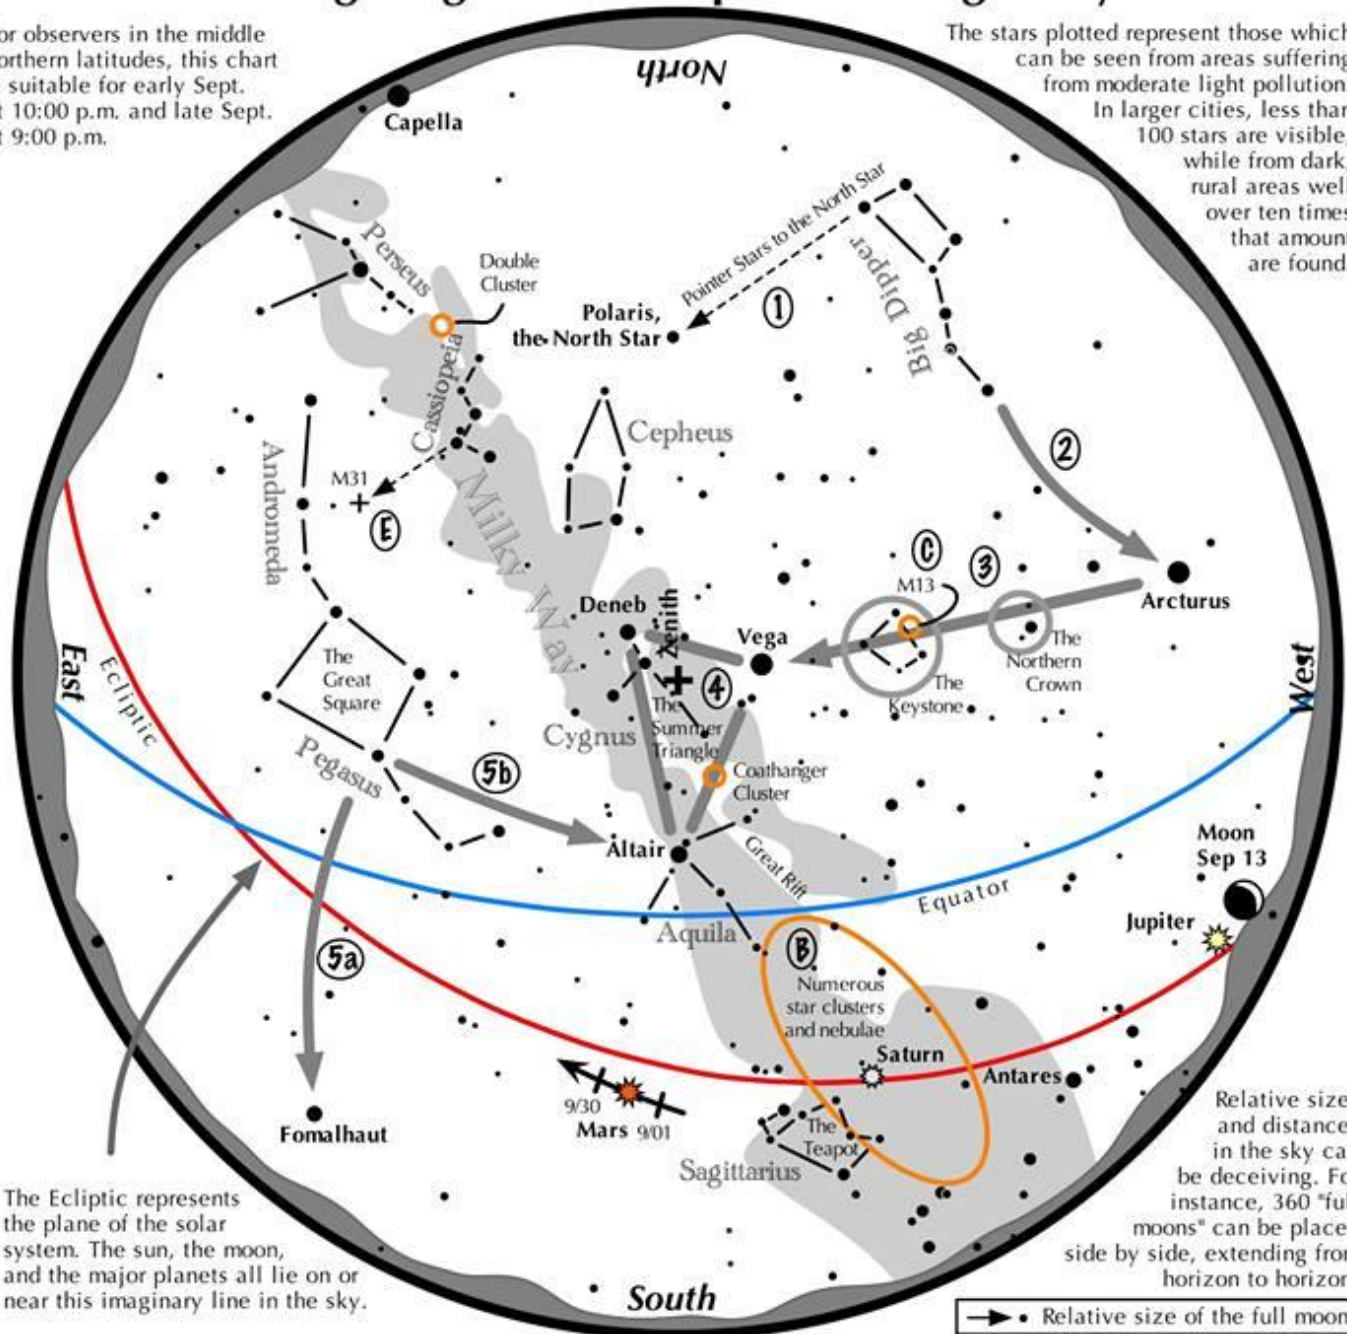 or observers in the middle
orthern latitudes, this chart
suitable for early Sept.
t 10:00 p.m. and late Sept.
t 9:00 p.m.
The stars plotted represent those which
can be seen from areas suffering
from moderate light pollution
In larger cities, less than
100 stars are visible,
while from dark,
rural areas well
over ten times
that amount
are found
North
Capella
Perseus
Double
Cluster
Pointer Stars to the North Star
Big Dipper
1
Polaris,
the North Star
Cassiopeia
Cepheus
2
Andromeda
M31
E
Milky Way
C
3
M13
Arcturus
Deneb
Zenith
Vega
The
Northern
Crown
The
Keystone
East
West
Ecliptic
The
Great
Square
4
The
Summer
Triangle
Cygnus
Pegasus
5b
Coathanger
Cluster
Altair
Great Rift
Moon
Sep 13
Equator
Jupiter
Aquila
5a
B
Numerous
star clusters
and nebulae
Saturn
Antares
9/30
Mars 9/01
Fomalhaut
The
Teapot
Sagittarius
The Ecliptic represents
the plane of the solar
system. The sun, the moon,
and the major planets all lie on or
near this imaginary line in the sky.
Relative size
and distance
in the sky ca
be deceiving. Fo
instance, 360 "ful
moons" can be place
side by side, extending fro
horizon to horizon
South
Relative size of the full moon